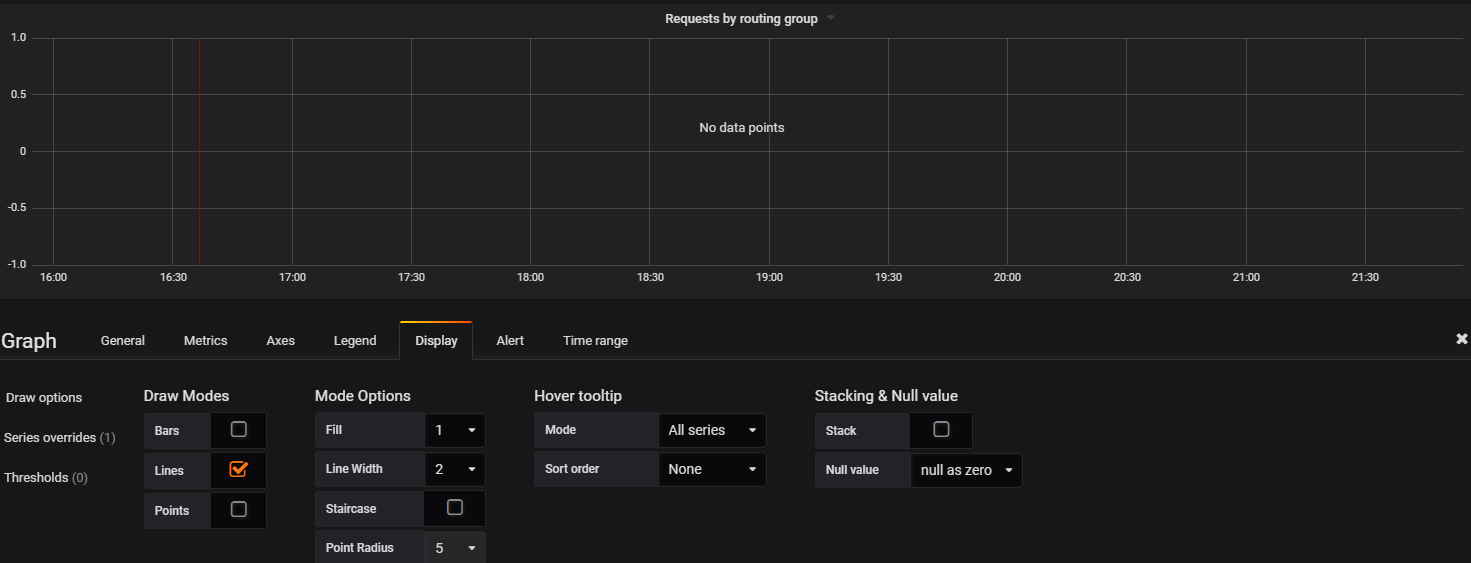 Requests by routing group
1.0
0.5
No data points
0
-0.5
-1.0
16:00 16:30 17:00 17:30 18:00 18:30 19:00 19:30 20:00 20:30 21:00 21:30
Graph General Metrics Axes Legend Display Alert Time range
Draw options
Series overrides (1)
Thresholds (0)
Draw Modes
Bars
Lines
Points
Mode Options
Fill 1
Line Width 2
Staircase
Point Radius 5
Hover tooltip
Mode All series
Sort order None
Stacking & Null value
Stack
Null value null as zero